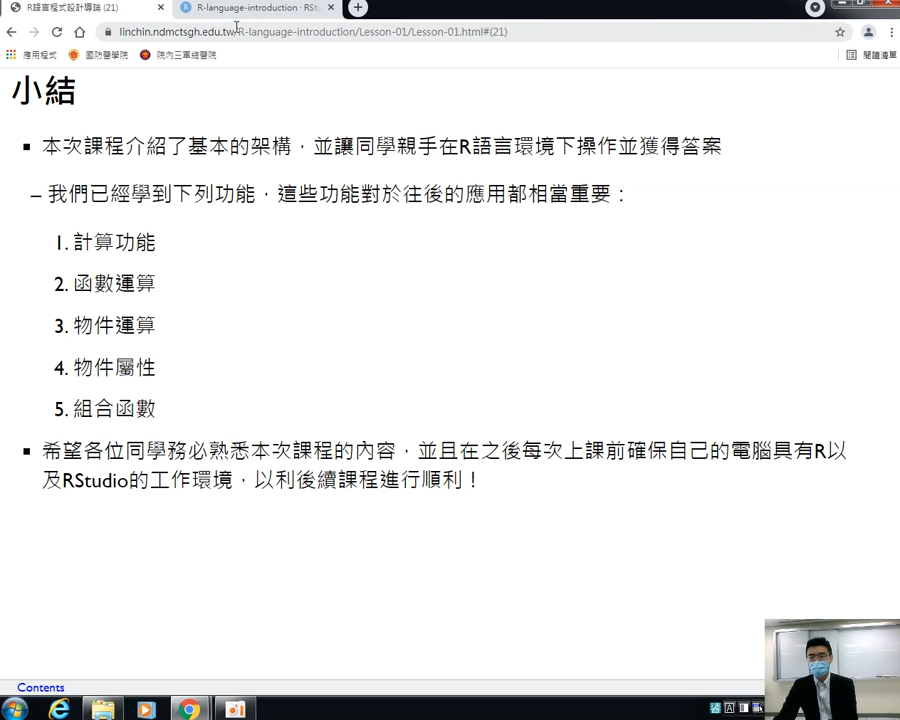 R語言程式設計導論 (21)
R-language-introduction · RStu
linchin.ndmctsgh.edu.tw/R-language-introduction/Lesson-01/Lesson-01.html#(21)
應用程式 國防醫學院 院內三軍總醫院 閱讀清單
小結
本次課程介紹了基本的架構，並讓同學親手在R語言環境下操作並獲得答案
– 我們已經學到下列功能，這些功能對於往後的應用都相當重要：
1. 計算功能
2. 函數運算
3. 物件運算
4. 物件屬性
5. 組合函數
希望各位同學務必熟悉本次課程的內容，並且在之後每次上課前確保自己的電腦具有R以
及RStudio的工作環境，以利後續課程進行順利！
Contents